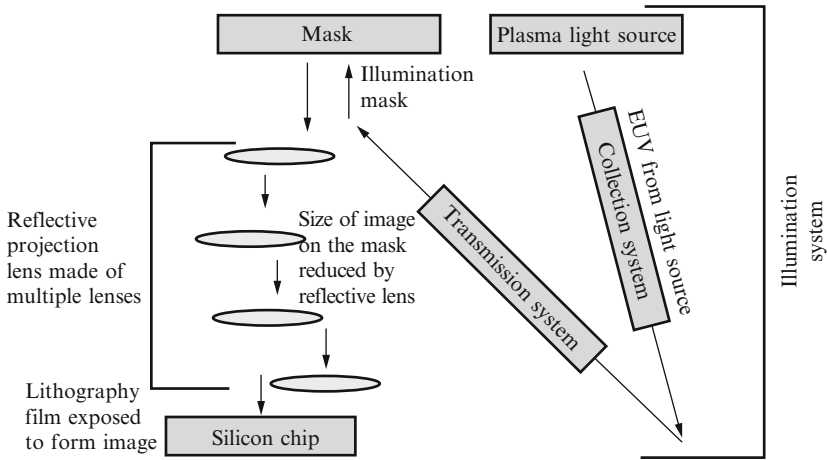 Mask
Plasma light source
Illumination
mask
EUV from light source
Collection system
Transmission system
Illumination
system
Reflective
projection
lens made of
multiple lenses
Size of image
on the mask
reduced by
reflective lens
Lithography
film exposed
to form image
Silicon chip